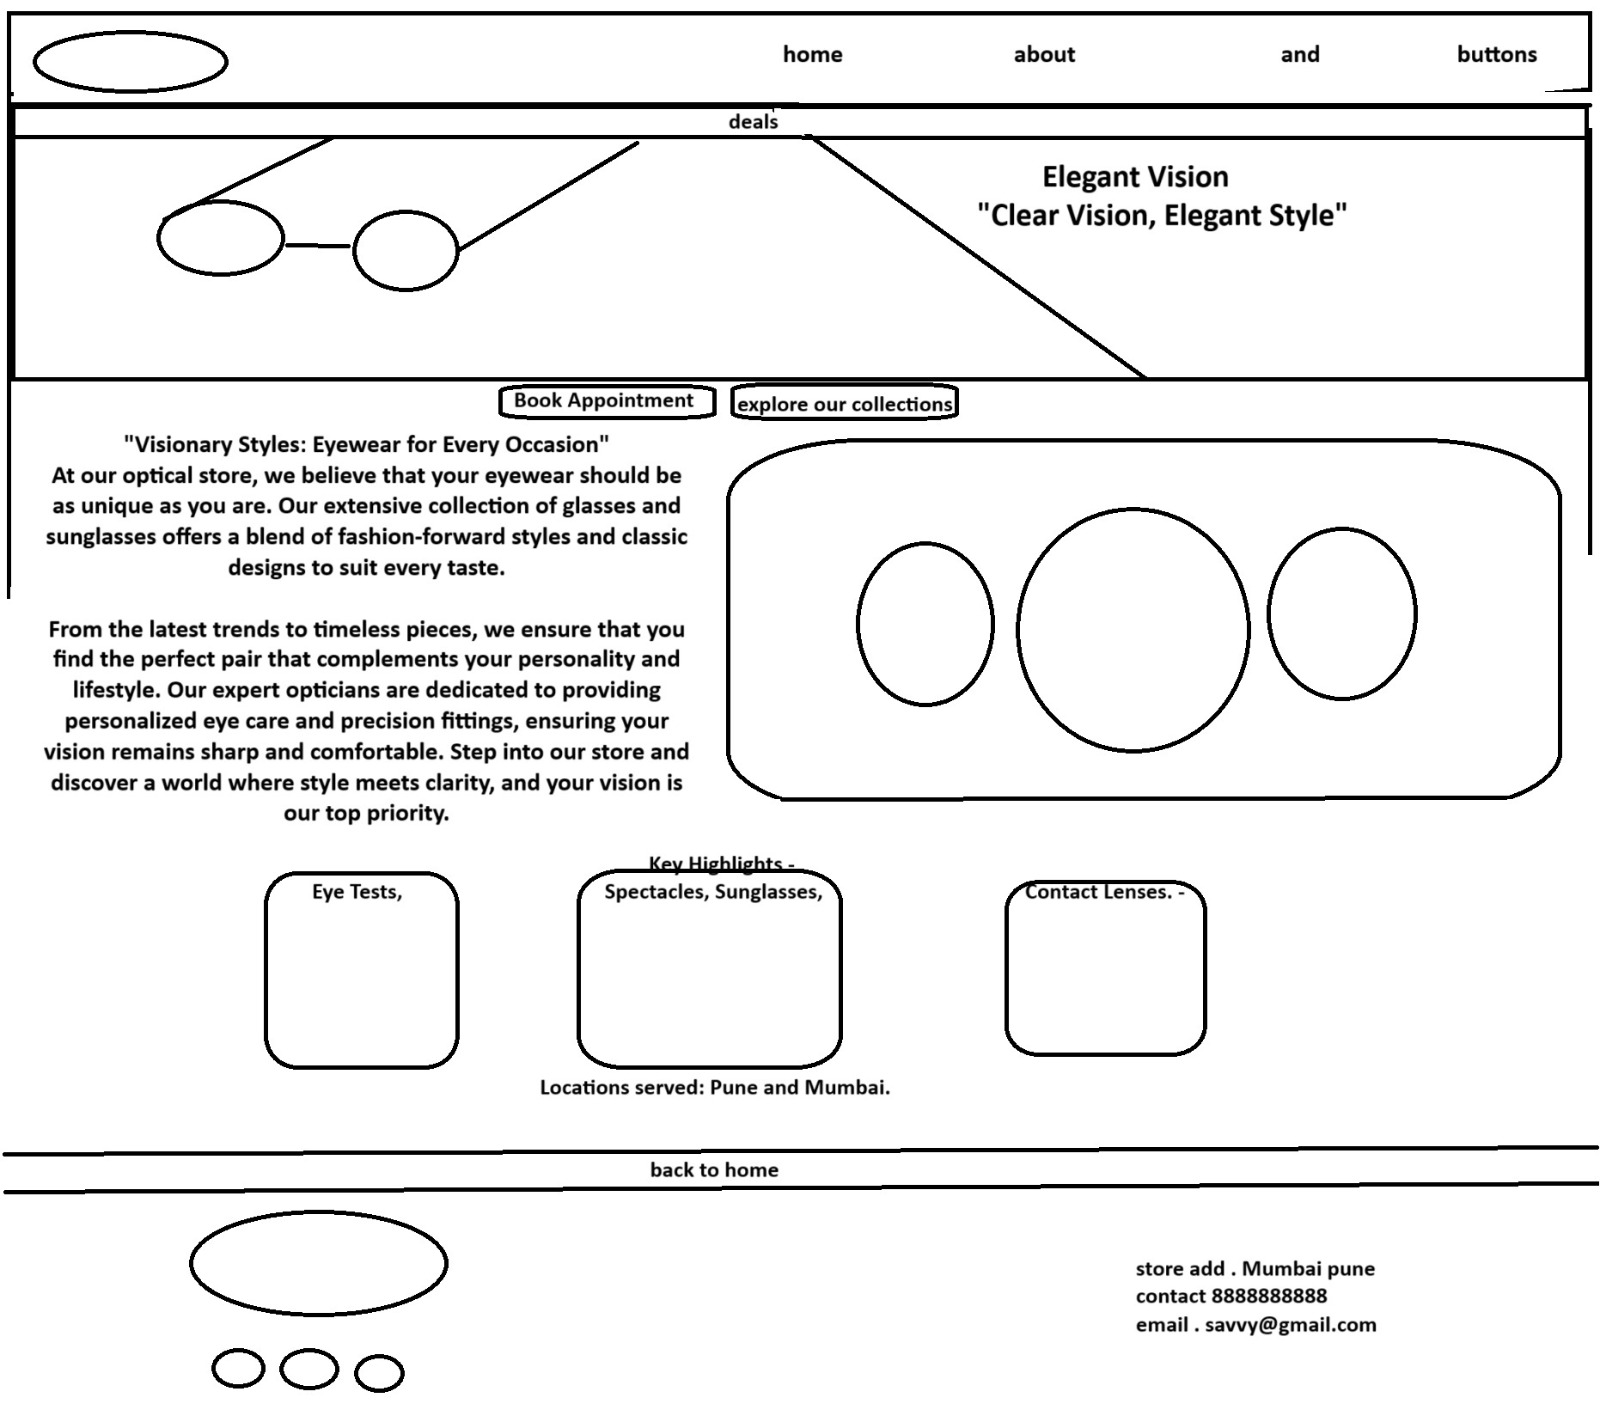 home about and buttons
deals
Elegant Vision
"Clear Vision, Elegant Style"
Book Appointment
explore our collections
"Visionary Styles: Eyewear for Every Occasion"
At our optical store, we believe that your eyewear should be
as unique as you are. Our extensive collection of glasses and
sunglasses offers a blend of fashion-forward styles and classic
designs to suit every taste.
From the latest trends to timeless pieces, we ensure that you
find the perfect pair that complements your personality and
lifestyle. Our expert opticians are dedicated to providing
personalized eye care and precision fittings, ensuring your
vision remains sharp and comfortable. Step into our store and
discover a world where style meets clarity, and your vision is
our top priority.
Key Highlights -
Eye Tests,
Spectacles, Sunglasses,
Contact Lenses. -
Locations served: Pune and Mumbai.
back to home
store add . Mumbai pune
contact 8888888888
email . savvy@gmail.com